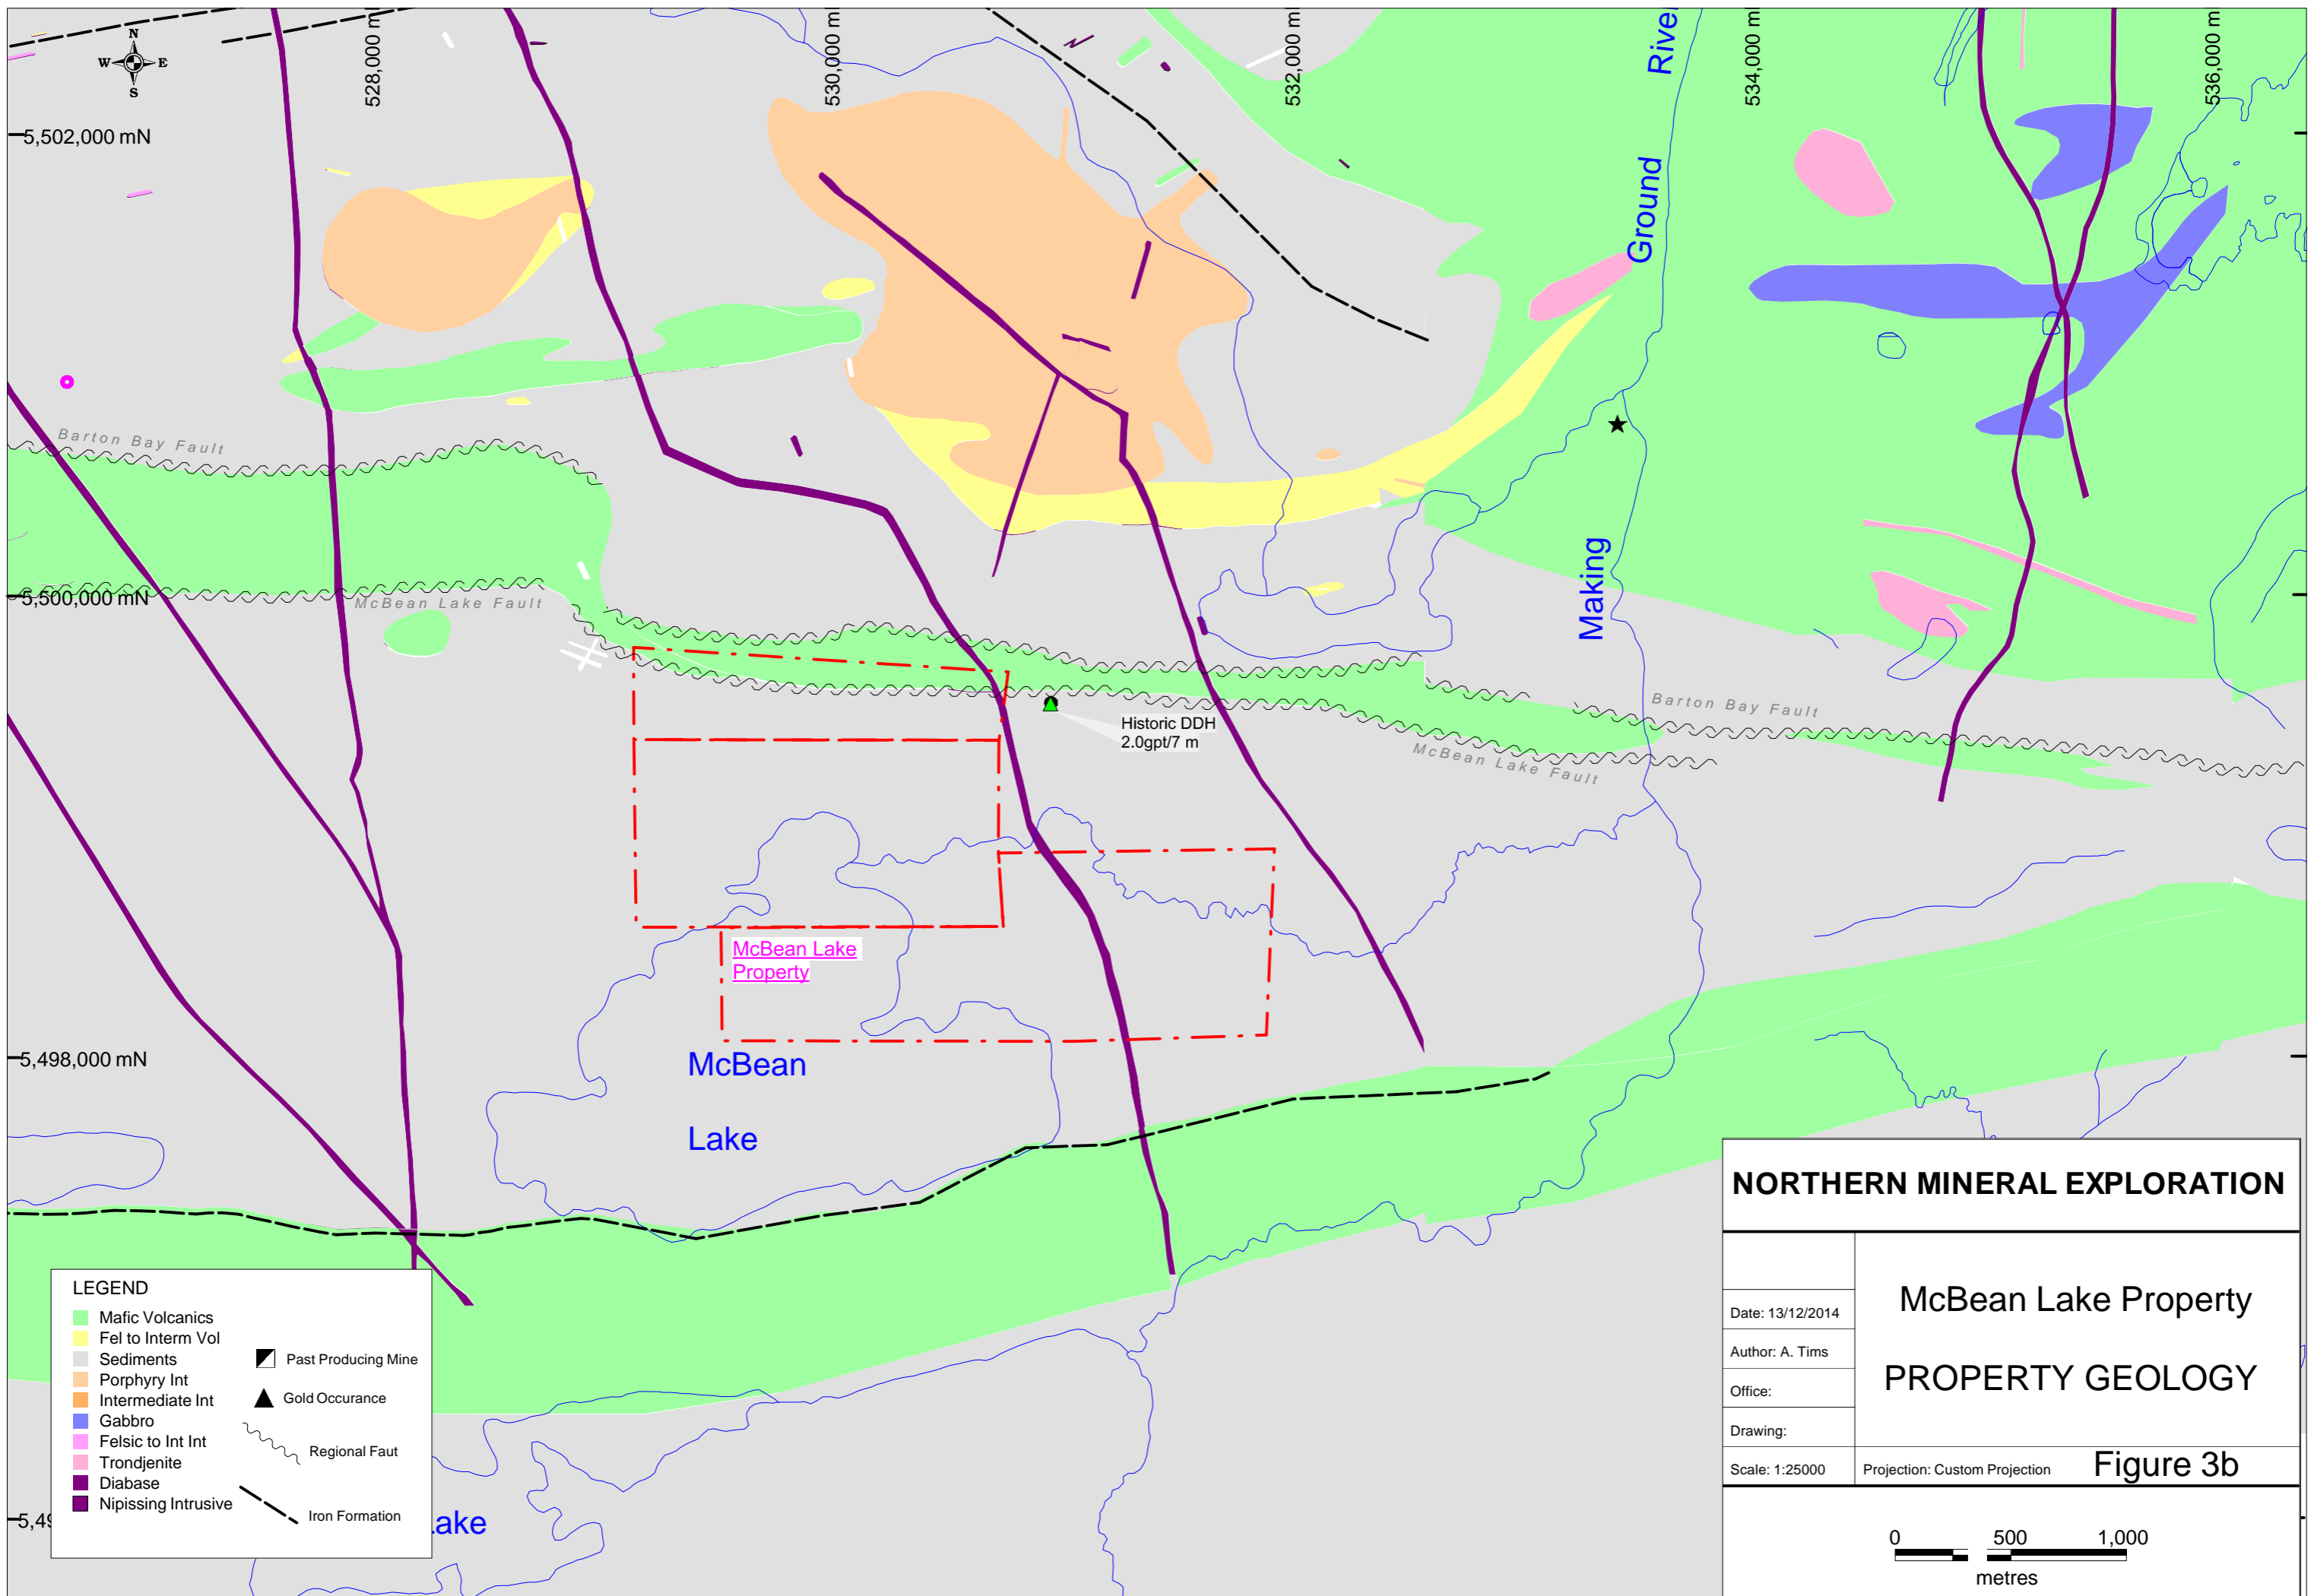 N
W E
S
528,000 m
530,000 m
532,000 m
534,000 m
536,000 m
5,502,000 mN
5,500,000 mN
5,498,000 mN
5,49
River
Ground
Making
Barton Bay Fault
McBean Lake Fault
Historic DDH
2.0gpt/7 m
Barton Bay Fault
McBean Lake Fault
McBean Lake
Property
McBean
Lake
Lake
LEGEND
Mafic Volcanics
Fel to Interm Vol
Sediments
Porphyry Int
Intermediate Int
Gabbro
Felsic to Int Int
Trondjenite
Diabase
Nipissing Intrusive
Past Producing Mine
Gold Occurance
Regional Faut
Iron Formation
NORTHERN MINERAL EXPLORATION
McBean Lake Property
PROPERTY GEOLOGY
Date: 13/12/2014
Author: A. Tims
Office:
Drawing:
Scale: 1:25000
Projection: Custom Projection
Figure 3b
0 500 1,000
metres